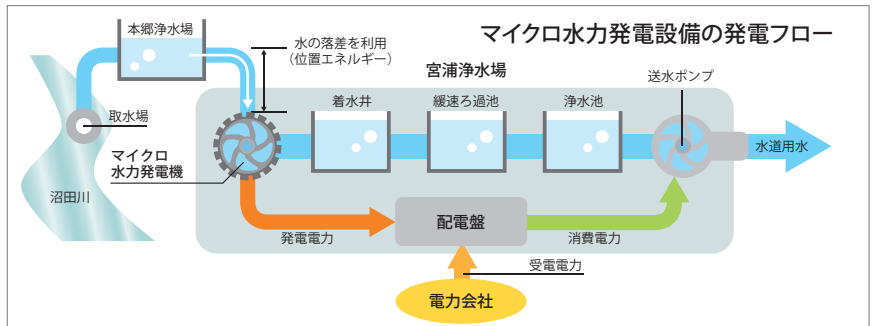 マイクロ水力発電設備の発電フロー
本郷浄水場
水の落差を利用
（位置エネルギー）
宮浦浄水場
送水ポンプ
着水井
緩速ろ過池
浄水池
取水場
マイクロ
水力発電機
水道用水
沼田川
配電盤
発電電力
消費電力
受電電力
電力会社